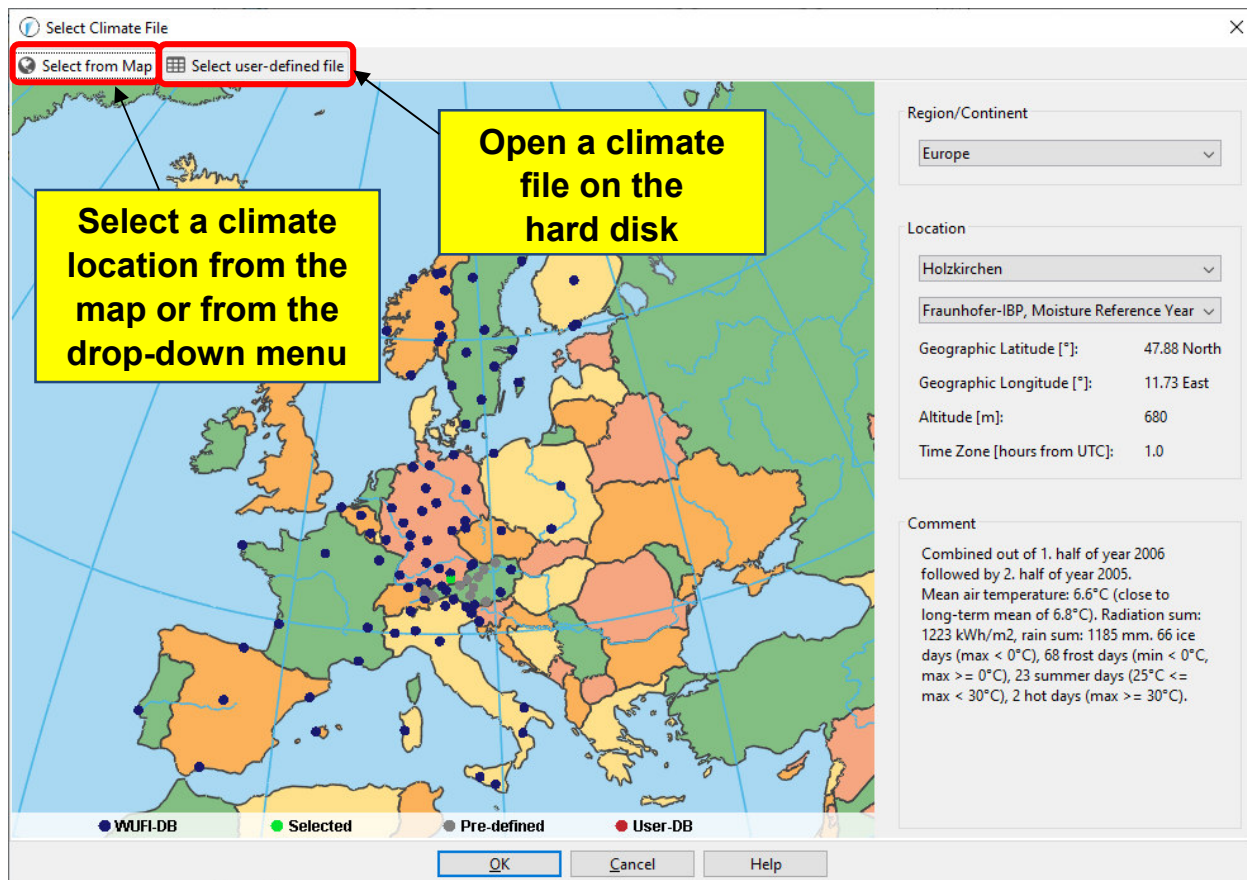 Select Climate File
Select from Map
Select user-defined file
Open a climate
file on the
hard disk
Select a climate
location from the
map or from the
drop-down menu
Region/Continent
Europe
Location
Holzkirchen
Fraunhofer-IBP, Moisture Reference Year
Geographic Latitude [°]: 47.88 North
Geographic Longitude [°]: 11.73 East
Altitude [m]: 680
Time Zone [hours from UTC]: 1.0
Comment
Combined out of 1. half of year 2006
followed by 2. half of year 2005.
Mean air temperature: 6.6°C (close to
long-term mean of 6.8°C). Radiation sum:
1223 kWh/m2, rain sum: 1185 mm. 66 ice
days (max < 0°C), 68 frost days (min < 0°C,
max >= 0°C), 23 summer days (25°C <=
max < 30°C), 2 hot days (max >= 30°C).
WUFI-DB
Selected
Pre-defined
User-DB
OK
Cancel
Help